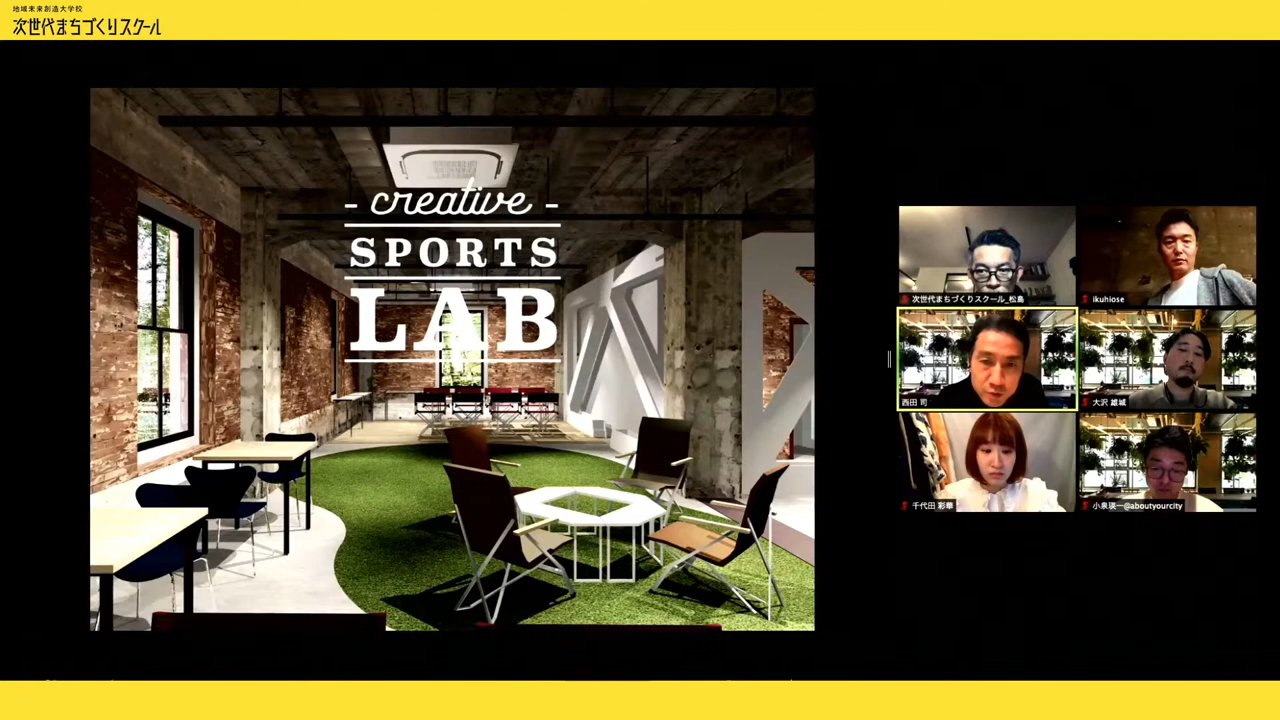 地域未来創造大学校
次世代まちづくりスクール
- creative -
SPORTS
LAB
次世代まちづくりスクール_松島
ikuhiose
西田 司
大沢 雄城
千代田 彩華
小泉瑛一@aboutyourcity